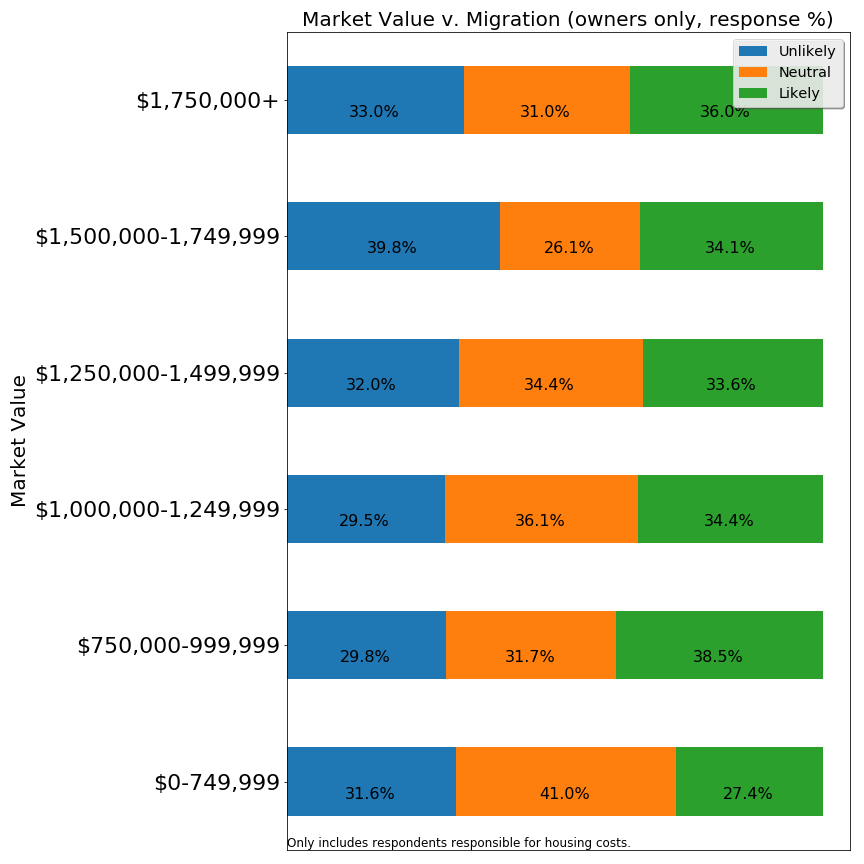 Market Value v. Migration (owners only, response %)
Unlikely
Neutral
Likely
Market Value
$1,750,000+
33.0% 31.0% 36.0%
$1,500,000-1,749,999
39.8% 26.1% 34.1%
$1,250,000-1,499,999
32.0% 34.4% 33.6%
$1,000,000-1,249,999
29.5% 36.1% 34.4%
$750,000-999,999
29.8% 31.7% 38.5%
$0-749,999
31.6% 41.0% 27.4%
Only includes respondents responsible for housing costs.